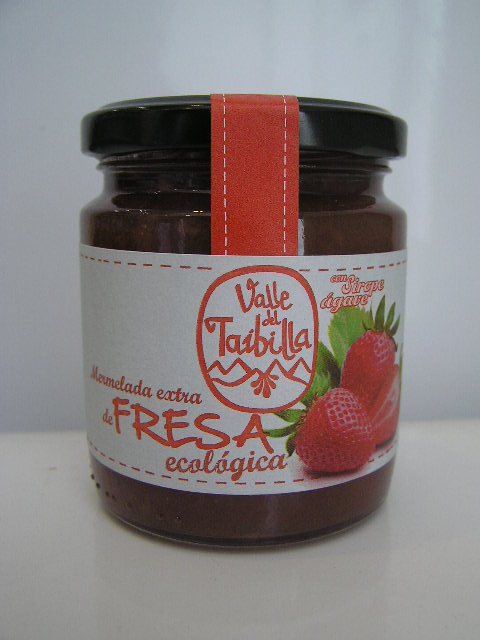 Valle
del
Taibilla
con Sirope
ágave
Mermelada extra
de FRESA
ecológica